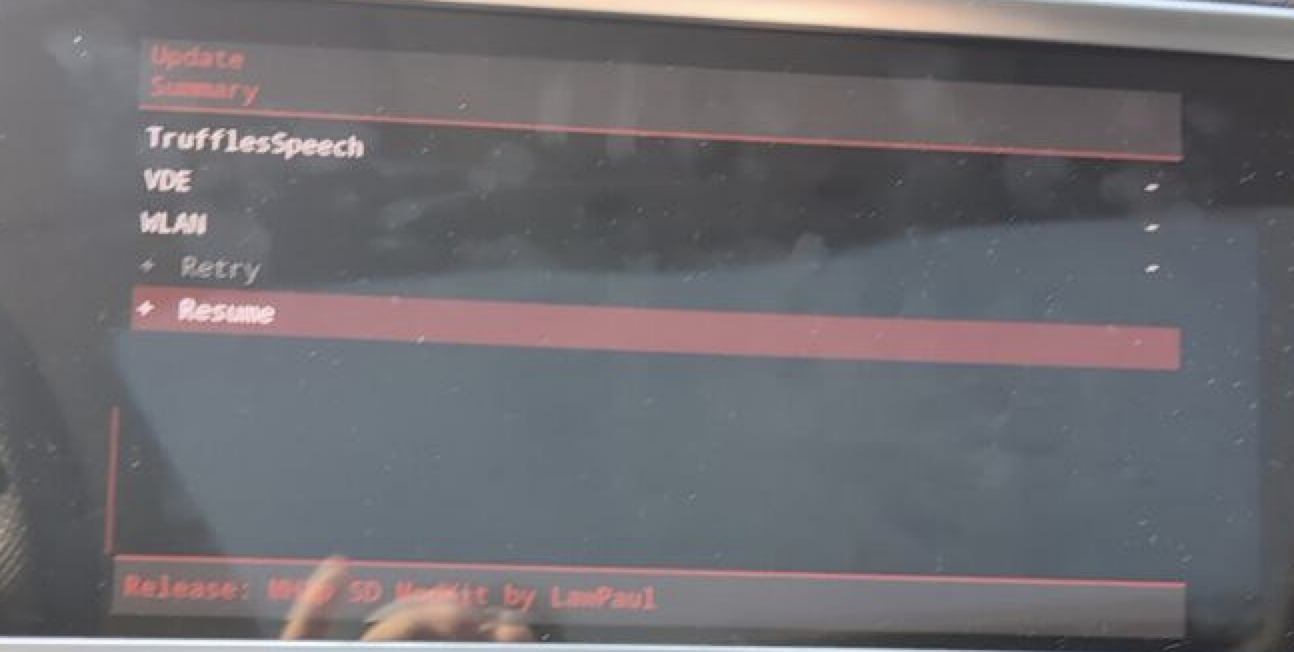 Update
Summary
TrufflesSpeech
VDE -
WLAN -
Retry -
Resume
Release: SD by LawPaul